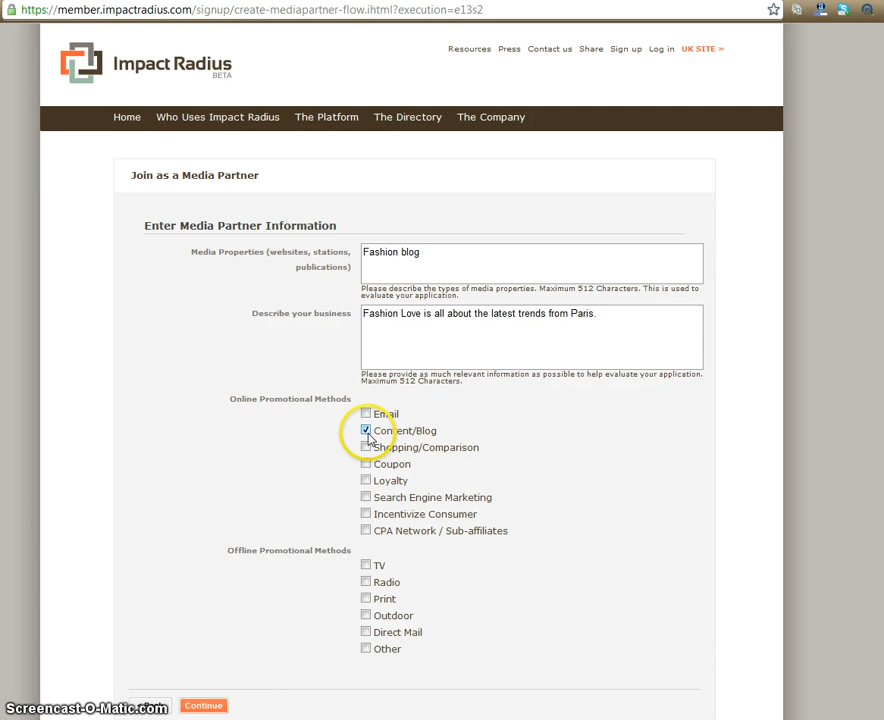 https://member.impactradius.com/signup/create-mediapartner-flow.ihtml?execution=e13s2
Resources Press Contact us Share Sign up Log in UK SITE »
Impact Radius
BETA
Home Who Uses Impact Radius The Platform The Directory The Company
Join as a Media Partner
Enter Media Partner Information
Media Properties (websites, stations, publications)
Fashion blog
Please describe the types of media properties. Maximum 512 Characters. This is used to
evaluate your application.
Describe your business
Fashion Love is all about the latest trends from Paris.
Please provide as much relevant information as possible to help evaluate your application.
Maximum 512 Characters.
Online Promotional Methods
Email
Content/Blog
Shopping/Comparison
Coupon
Loyalty
Search Engine Marketing
Incentivize Consumer
CPA Network / Sub-affiliates
Offline Promotional Methods
TV
Radio
Print
Outdoor
Direct Mail
Other
Continue
Screencast-O-Matic.com